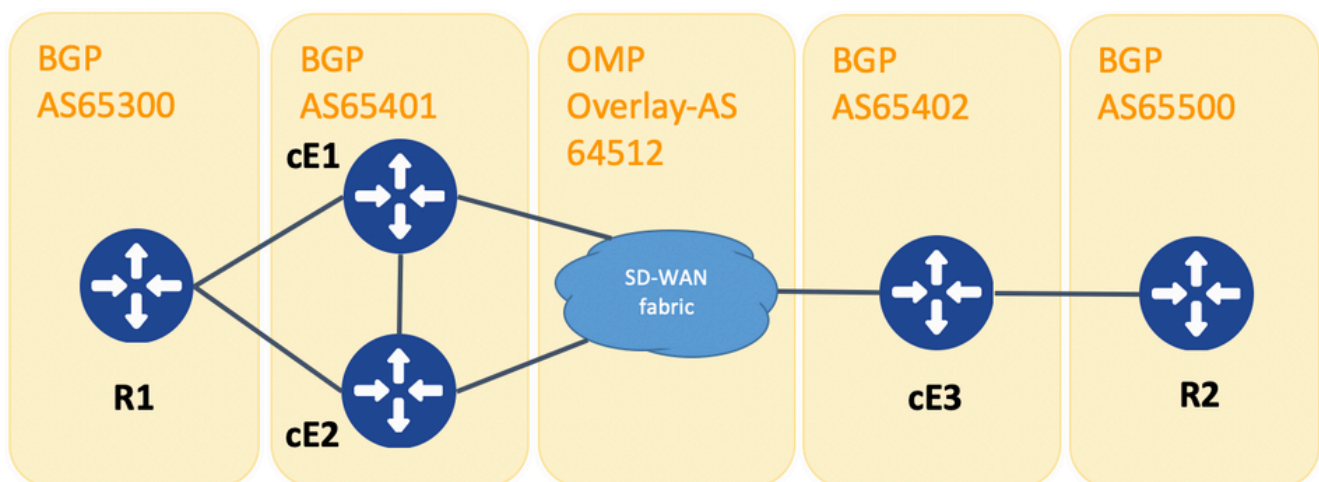 BGP
AS65300
BGP
AS65401
OMP
Overlay-AS
64512
BGP
AS65402
BGP
AS65500
cE1
SD-WAN
fabric
R1
cE2
cE3
R2